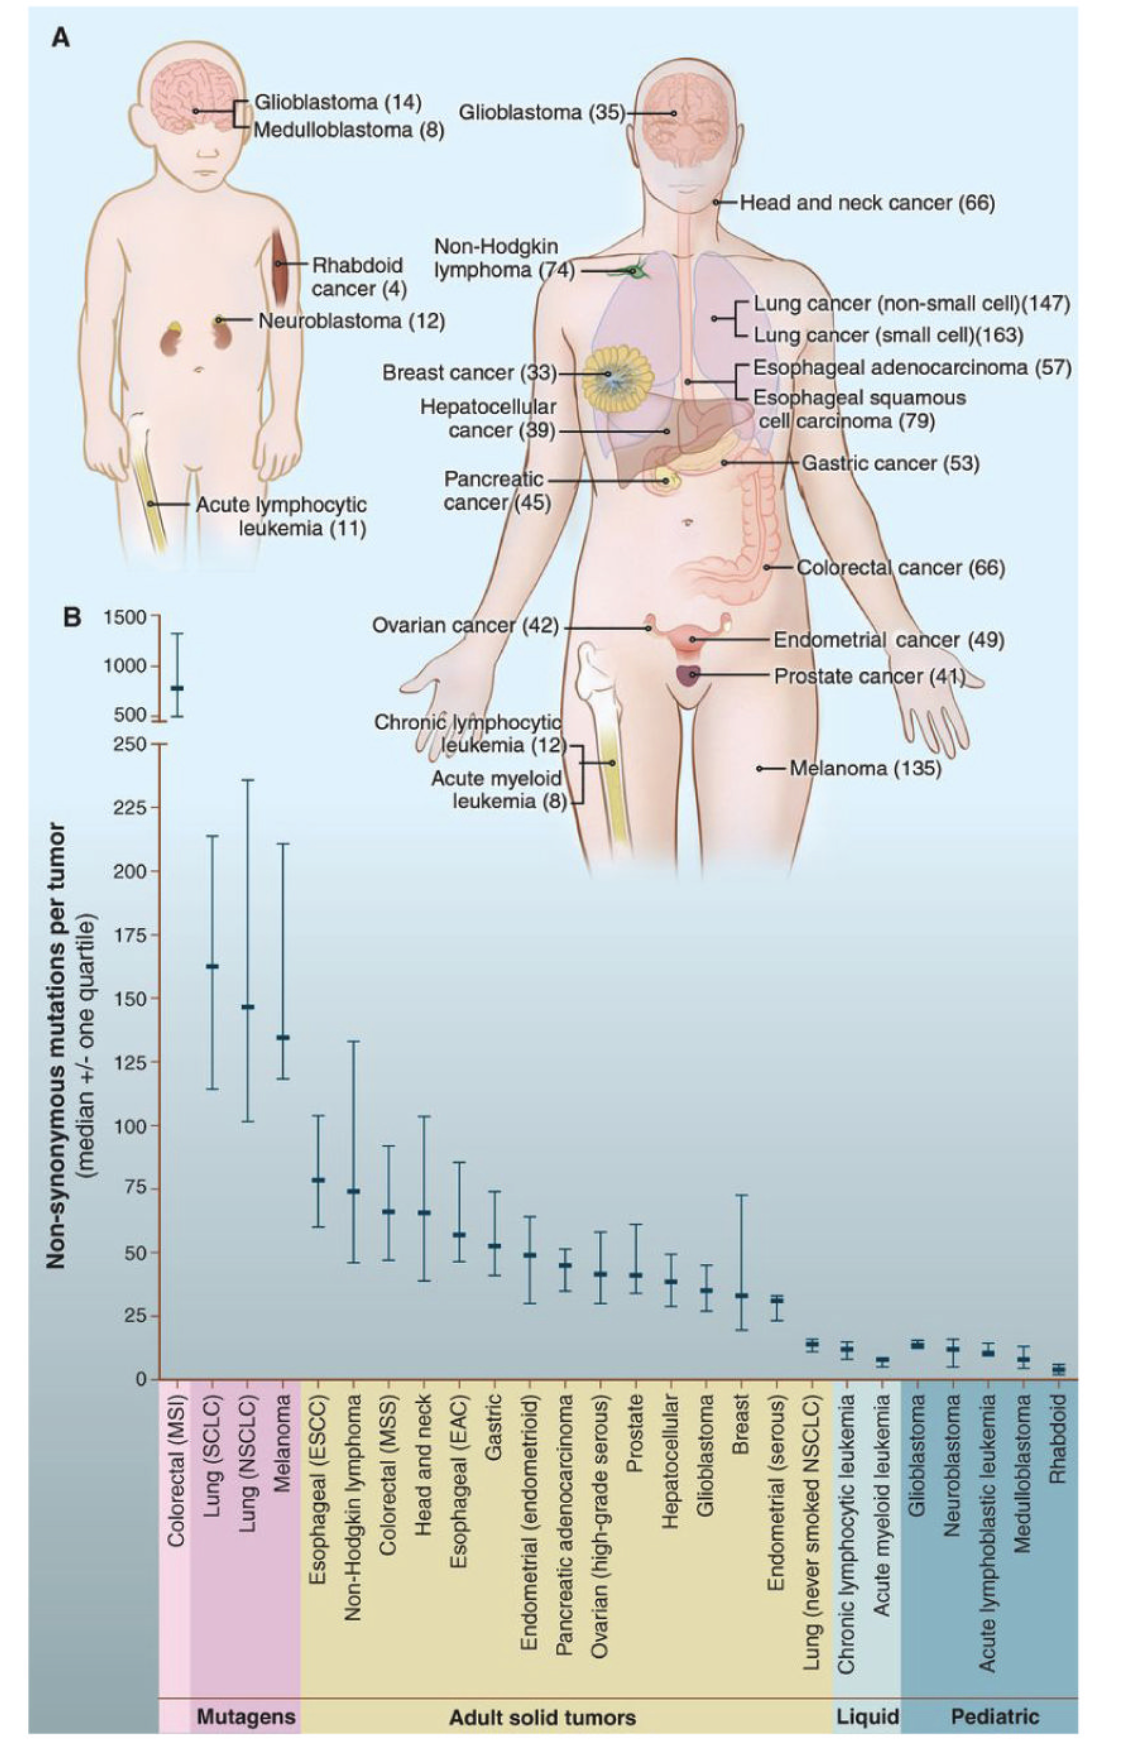 A
Glioblastoma (14)
Medulloblastoma (8)
Rhabdoid
cancer (4)
Neuroblastoma (12)
Acute lymphocytic
leukemia (11)
Glioblastoma (35)
Head and neck cancer (66)
Non-Hodgkin
lymphoma (74)
Lung cancer (non-small cell)(147)
Lung cancer (small cell)(163)
Esophageal adenocarcinoma (57)
Esophageal squamous
cell carcinoma (79)
Breast cancer (33)
Hepatocellular
cancer (39)
Gastric cancer (53)
Pancreatic
cancer (45)
Colorectal cancer (66)
Ovarian cancer (42)
Endometrial cancer (49)
Prostate cancer (41)
Chronic lymphocytic
leukemia (12)
Acute myeloid
leukemia (8)
Melanoma (135)
B
Non-synonymous mutations per tumor
(median +/- one quartile)
1500
1000
500
250
225
200
175
150
125
100
75
50
25
0
Colorectal (MSI)
Lung (SCLC)
Lung (NSCLC)
Melanoma
Esophageal (ESCC)
Non-Hodgkin lymphoma
Colorectal (MSS)
Head and neck
Esophageal (EAC)
Gastric
Endometrial (endometrioid)
Pancreatic adenocarcinoma
Ovarian (high-grade serous)
Prostate
Hepatocellular
Glioblastoma
Breast
Endometrial (serous)
Lung (never smoked NSCLC)
Chronic lymphocytic leukemia
Acute myeloid leukemia
Glioblastoma
Neuroblastoma
Acute lymphoblastic leukemia
Medulloblastoma
Rhabdoid
Mutagens
Adult solid tumors
Liquid
Pediatric